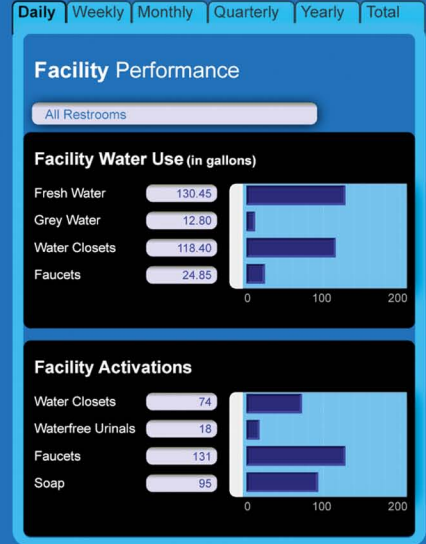 Daily Weekly Monthly Quarterly Yearly Total
Facility Performance
All Restrooms
Facility Water Use (in gallons)
Fresh Water 130.45
Grey Water 12.80
Water Closets 118.40
Faucets 24.85
0 100 200
Facility Activations
Water Closets 74
Waterfree Urinals 18
Faucets 131
Soap 95
0 100 200